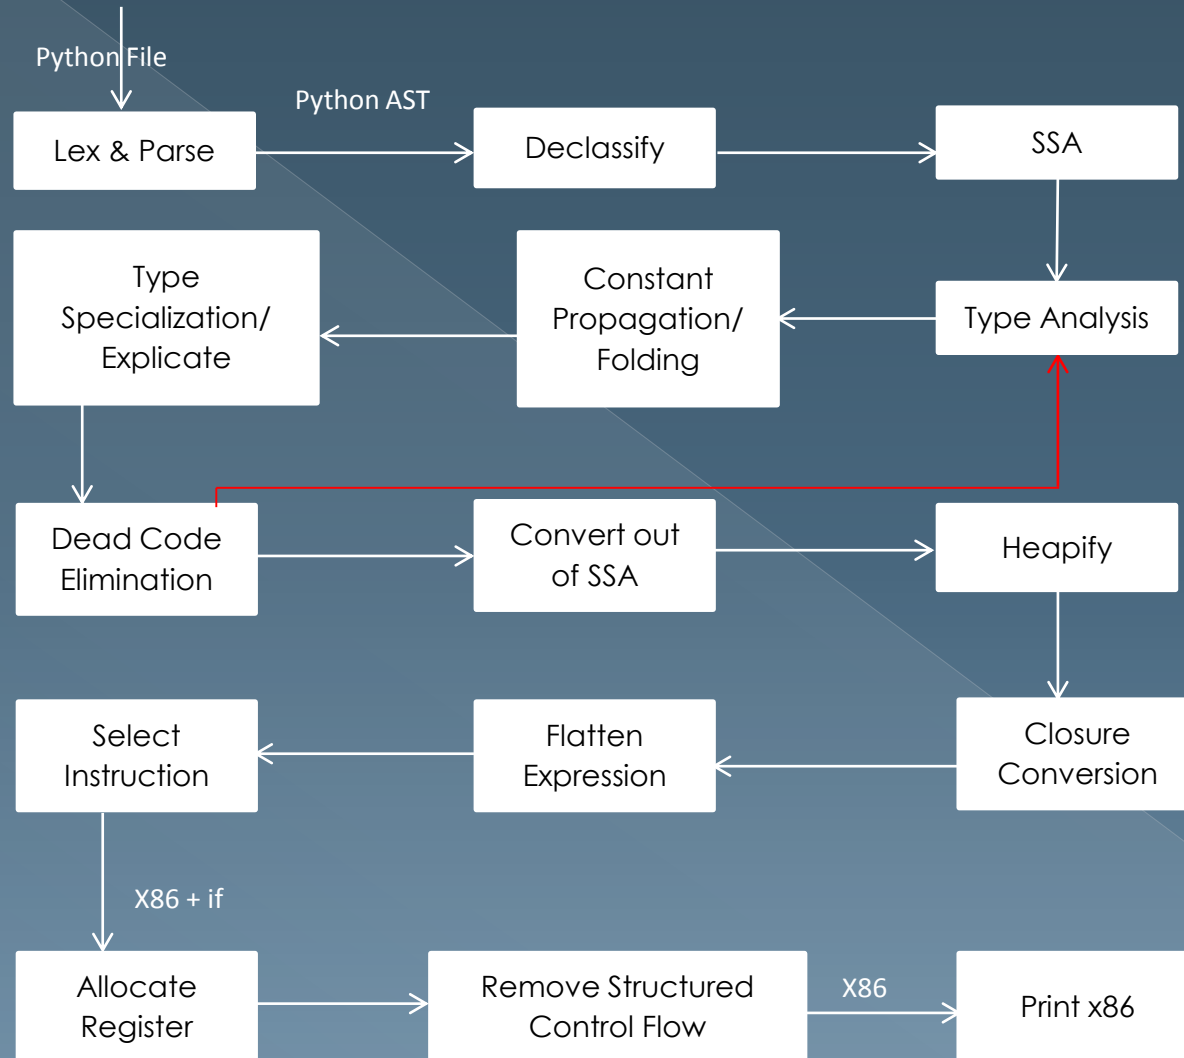 Python File
Python AST
Lex & Parse
Declassify
SSA
Type
Specialization/
Explicate
Constant
Propagation/
Folding
Type Analysis
Dead Code
Elimination
Convert out
of SSA
Heapify
Select
Instruction
Flatten
Expression
Closure
Conversion
X86 + if
Allocate
Register
Remove Structured
Control Flow
X86
Print x86